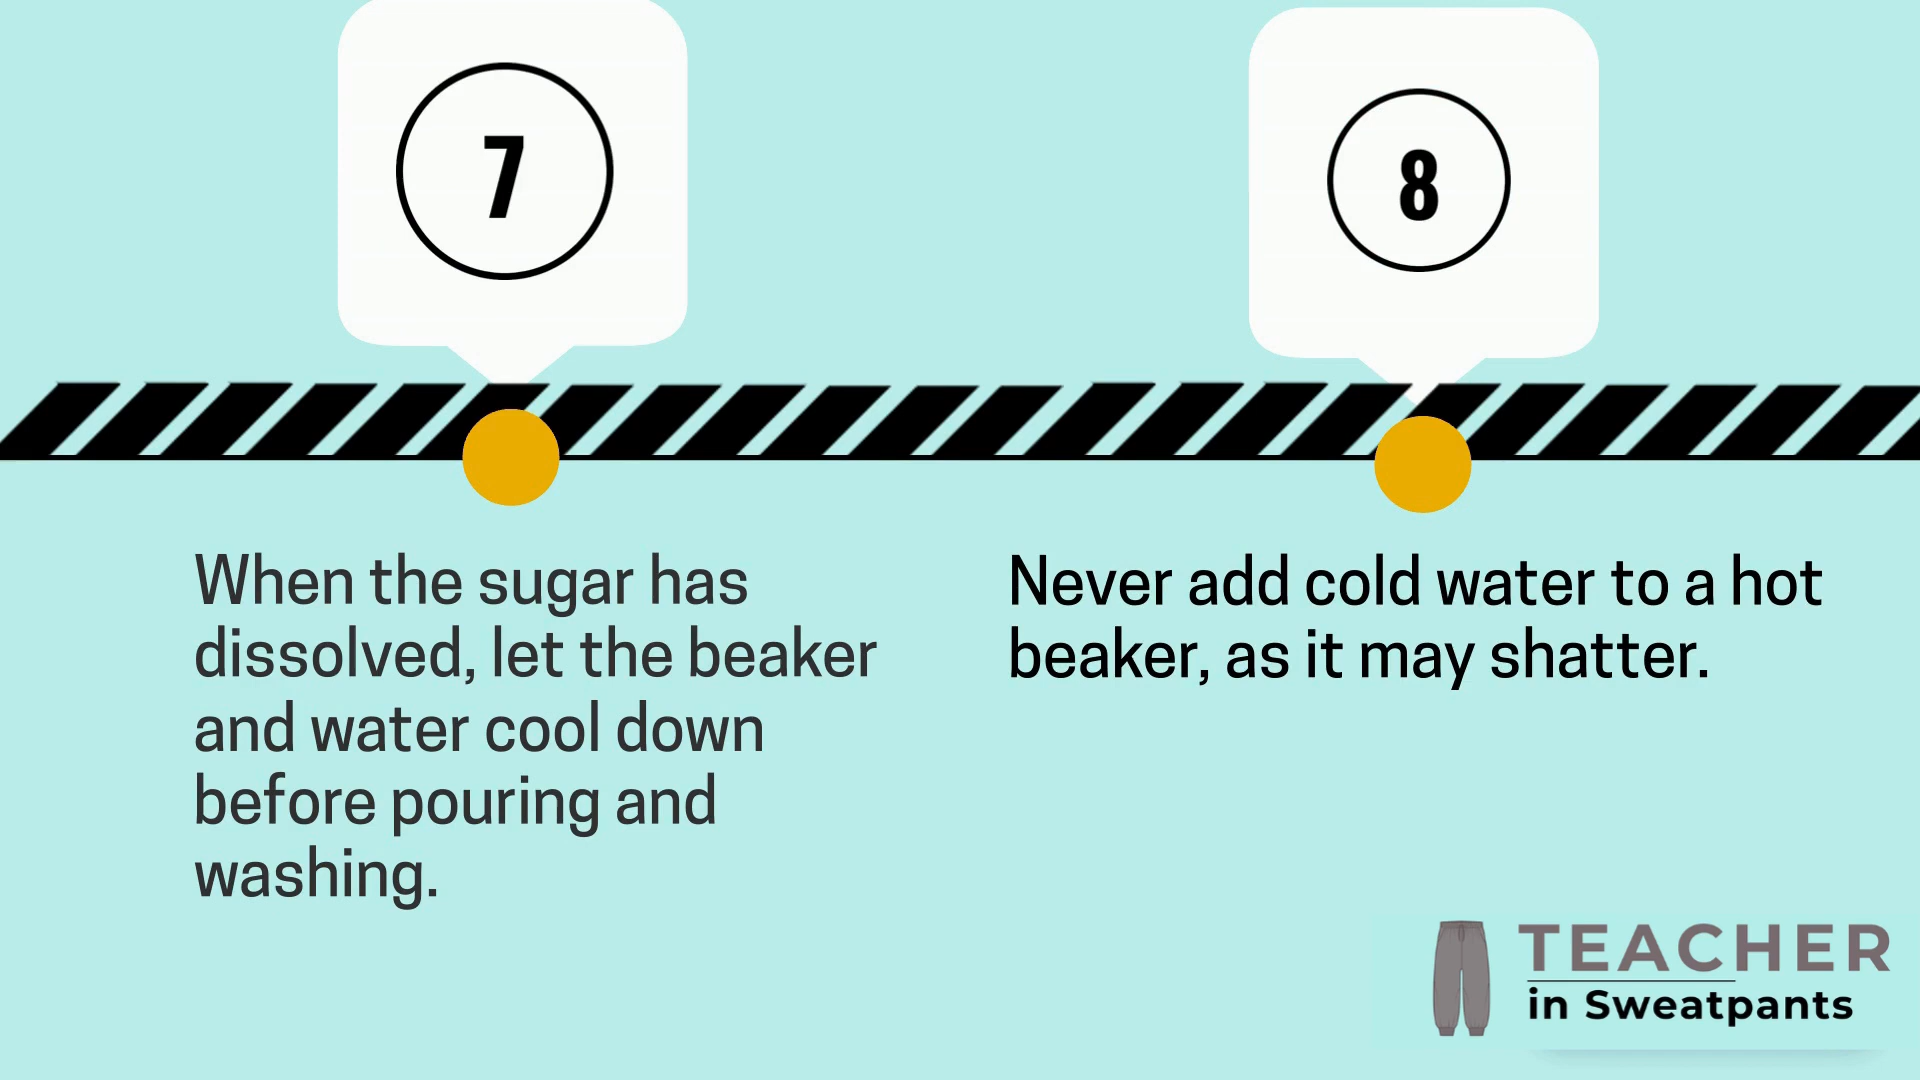 7
When the sugar has
dissolved, let the beaker
and water cool down
before pouring and
washing.
8
Never add cold water to a hot
beaker, as it may shatter.
TEACHER
in Sweatpants